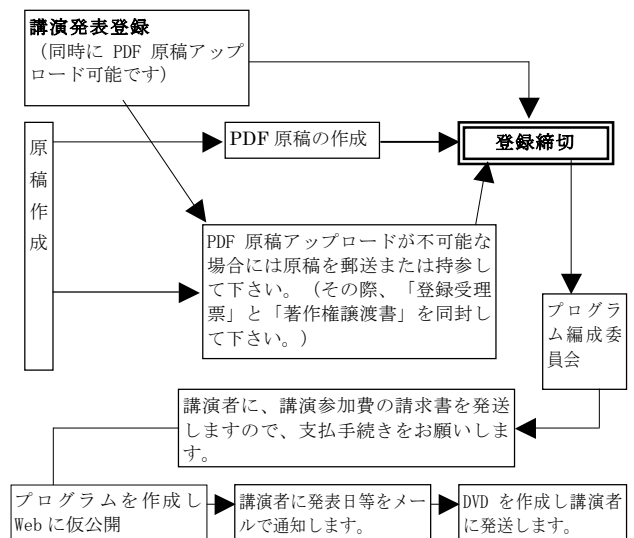 講演発表登録
（同時に PDF 原稿アップ
ロード可能です）
原
稿
作
成
PDF 原稿の作成
登録締切
PDF 原稿アップロードが不可能な
場合には原稿を郵送または持参し
て下さい。（その際、「登録受理
票」と「著作権譲渡書」を同封し
て下さい。）
プログラ
ム編成委
員会
講演者に、講演参加費の請求書を発送
しますので、支払手続きをお願いしま
す。
プログラムを作成し
Web に仮公開
講演者に発表日等をメー
ルで通知します。
DVD を作成し講演者
に発送します。